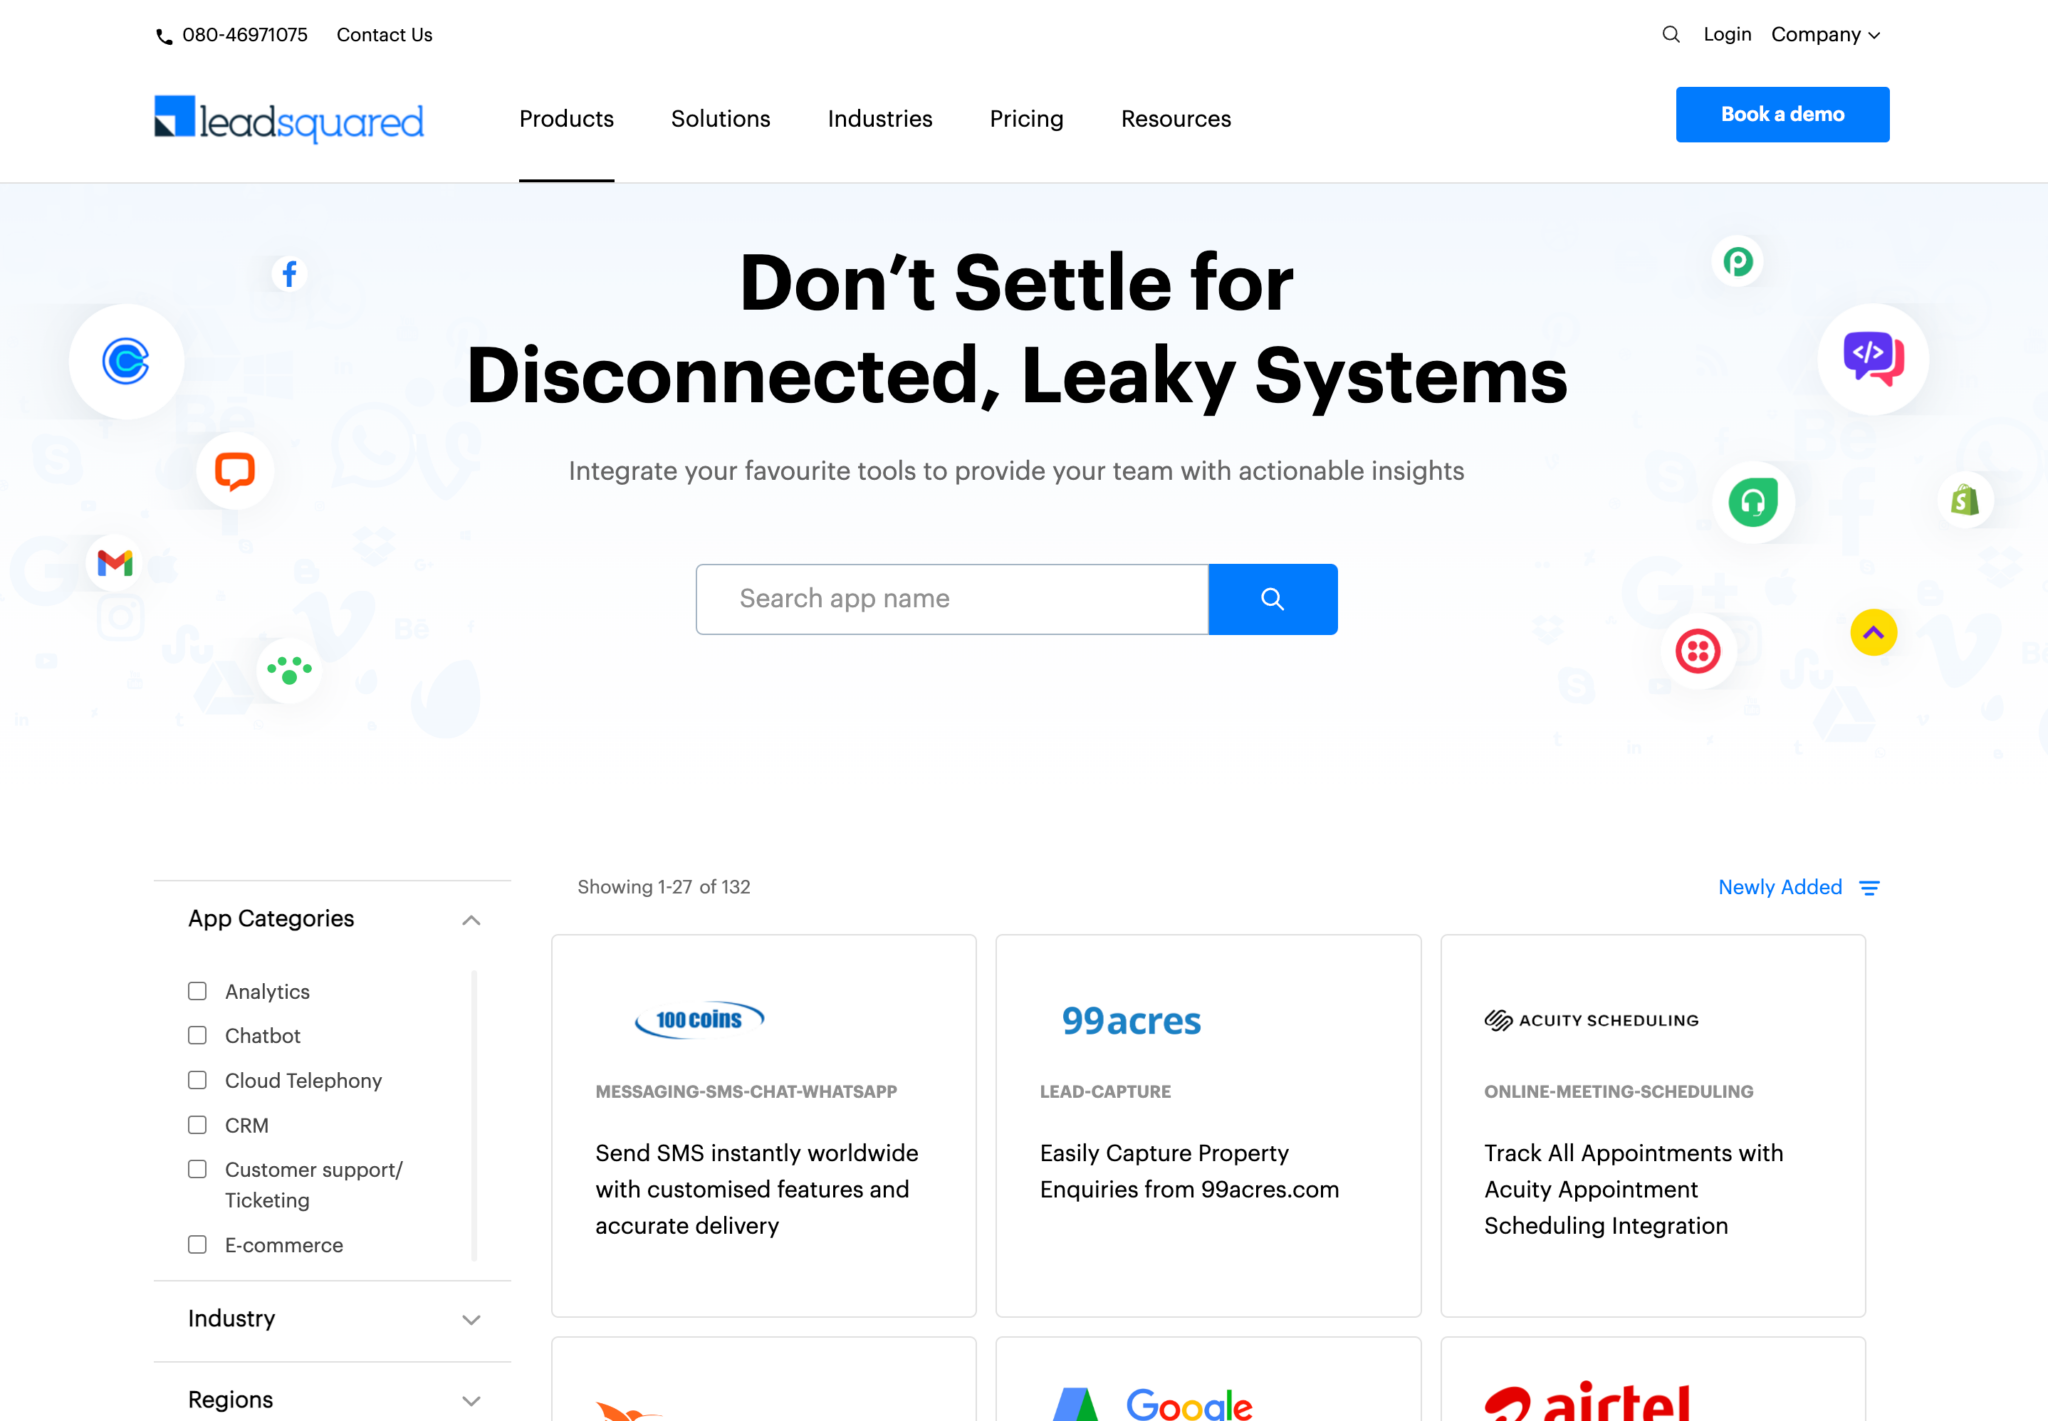 080-46971075 Contact Us
Login Company
leadsquared
Products Solutions Industries Pricing Resources
Book a demo
Don’t Settle for
Disconnected, Leaky Systems
Integrate your favourite tools to provide your team with actionable insights
Search app name
Showing 1-27 of 132
Newly Added
App Categories
Analytics
Chatbot
Cloud Telephony
CRM
Customer support/
Ticketing
E-commerce
Industry
Regions
100 coins
MESSAGING-SMS-CHAT-WHATSAPP
Send SMS instantly worldwide
with customised features and
accurate delivery
99acres
LEAD-CAPTURE
Easily Capture Property
Enquiries from 99acres.com
ACUITY SCHEDULING
ONLINE-MEETING-SCHEDULING
Track All Appointments with
Acuity Appointment
Scheduling Integration
Google
airtel